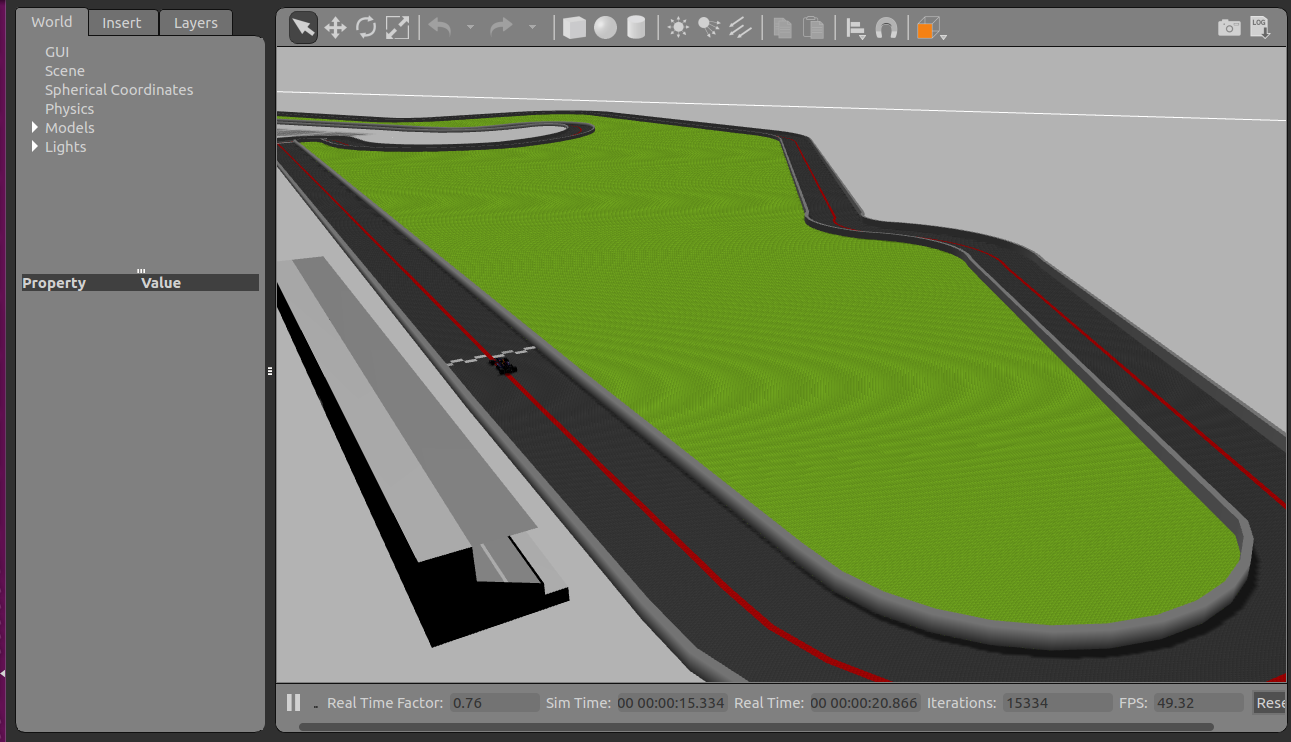 World Insert Layers
GUI
Scene
Spherical Coordinates
Physics
Models
Lights
Property Value
LOG
Real Time Factor: 0.76 Sim Time: 00 00:00:15.334 Real Time: 00 00:00:20.866 Iterations: 15334 FPS: 49.32 Rese